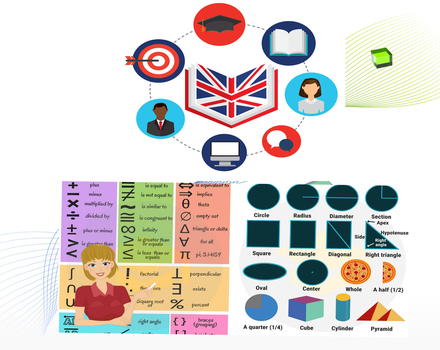 plus
minus
multiplied by
divided by
plus or minus
is greater than
is equal to
is not equal to
is similar to
is congruent to
infinity
is greater than
or equal to
is less than or
equal to
is equivalent to
implies
theta
empty set
triangle or delta
for all
pi, 3.1459
factorial
square root
of
perpendicular
exists
percent
right angle
braces
(grouping)
Circle
Radius
Diameter
Section
Square
Rectangle
Diagonal
Side
Apex
Hypotenuse
Right
angle
Right triangle
Oval
Center
Whole
A half (1/2)
A quarter (1/4)
Cube
Cylinder
Pyramid